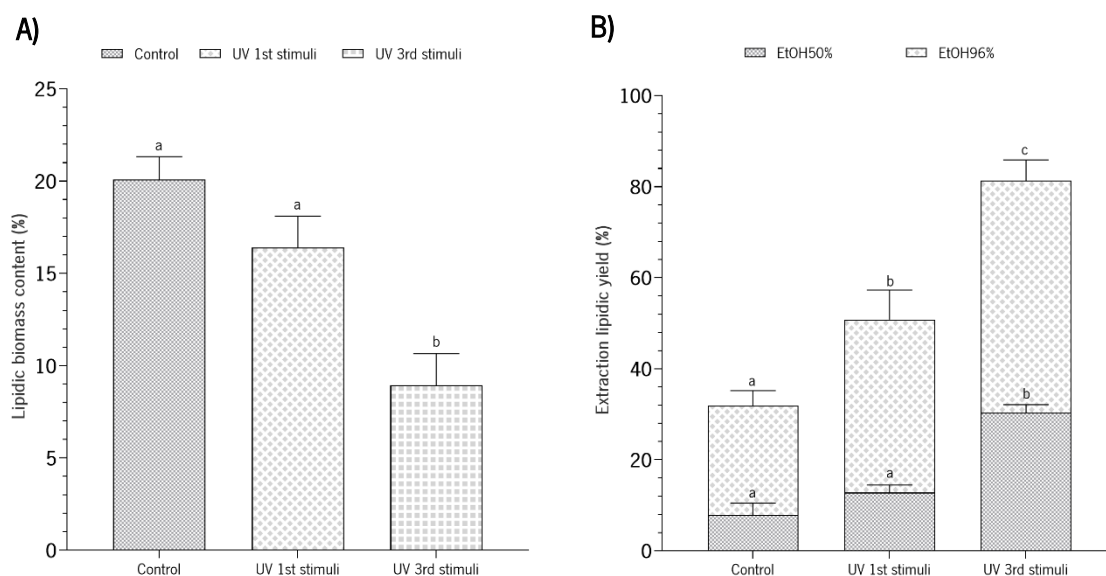 A)
Control UV 1st stimuli UV 3rd stimuli
Lipidic biomass content (%)
25
20
15
10
5
0
a
a
b
Control UV 1st stimuli UV 3rd stimuli
B)
EtOH50% EtOH96%
Extraction lipidic yield (%)
100
80
60
40
20
0
a
a
b
a
c
b
Control UV 1st stimuli UV 3rd stimuli